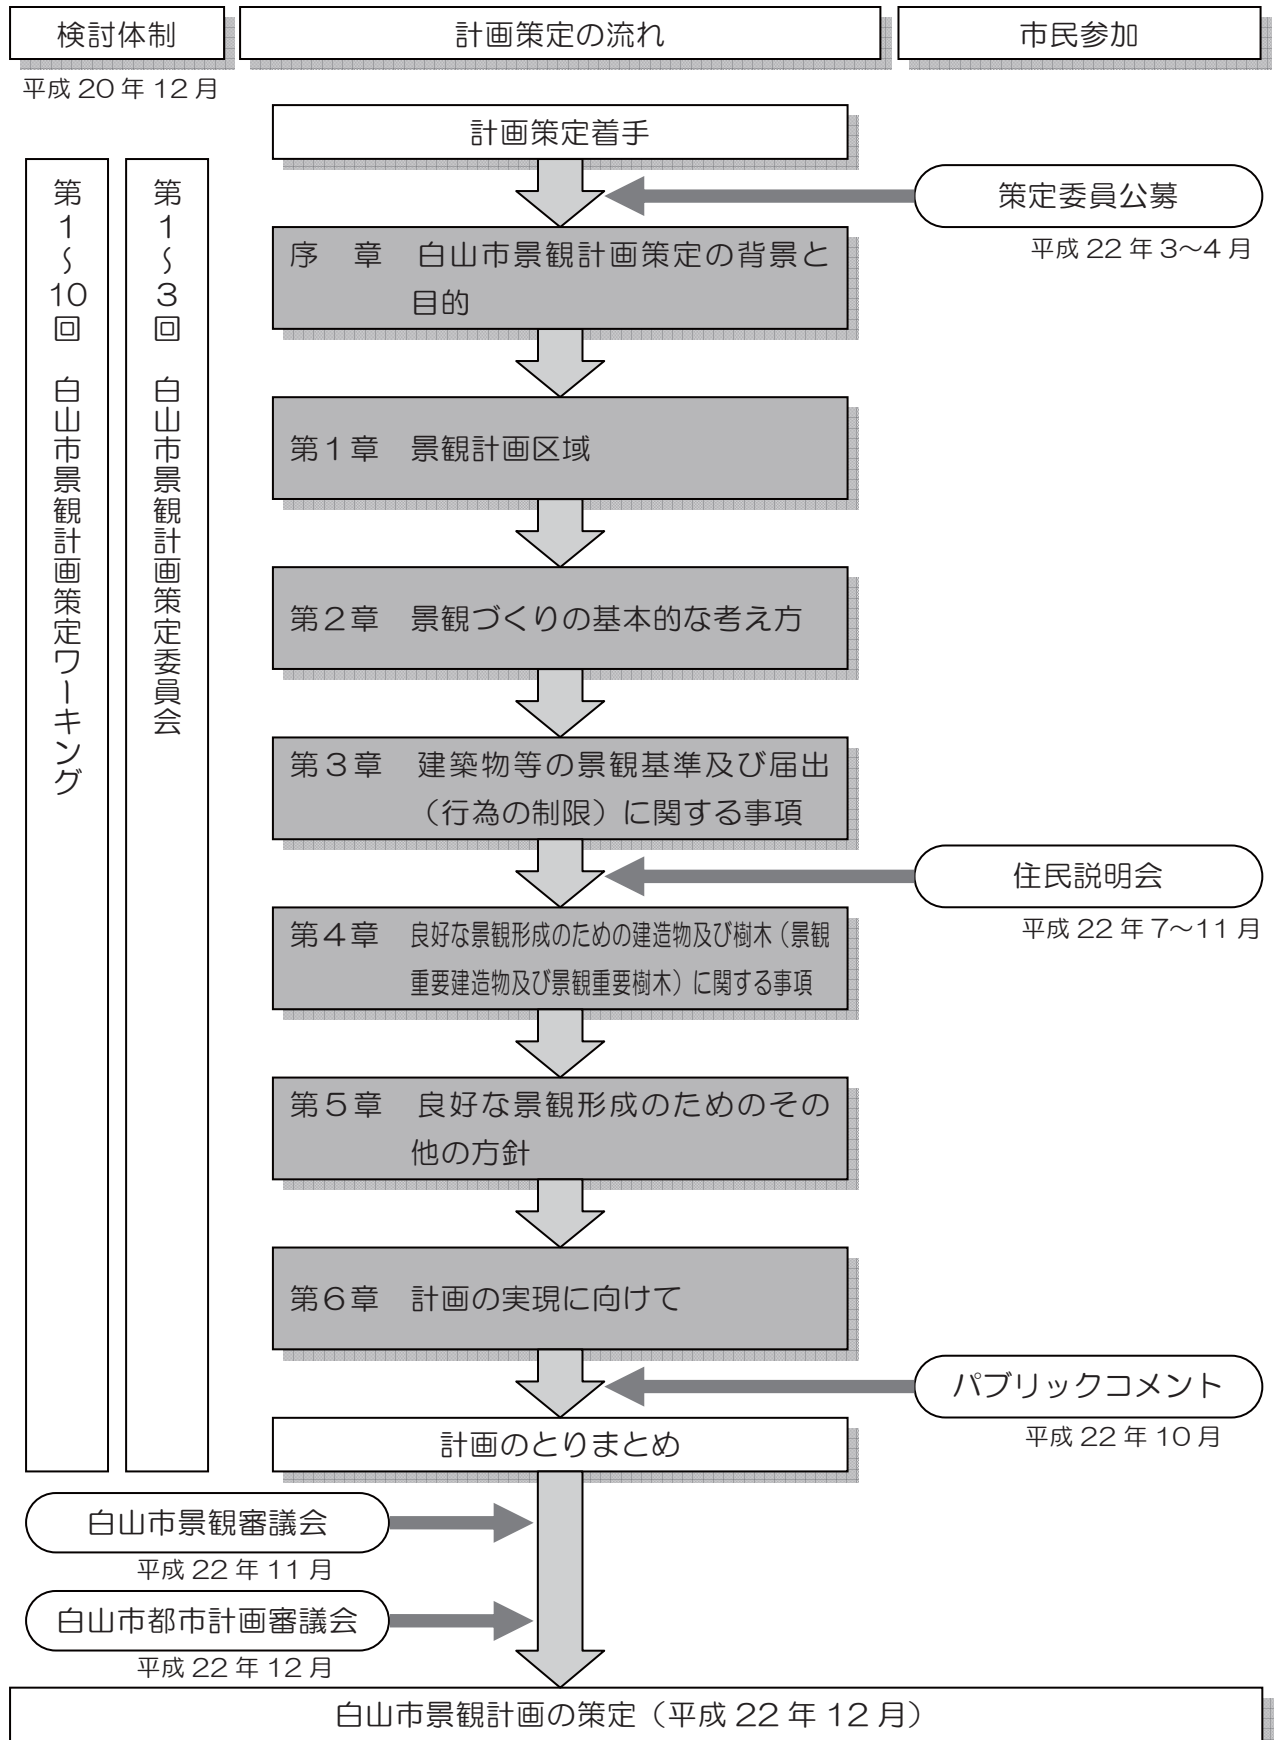 検討体制
計画策定の流れ
市民参加
平成20年12月
計画策定着手
第1～10回 白山市景観計画策定ワーキング
第1～3回 白山市景観計画策定委員会
策定委員公募
平成22年3～4月
序　章　白山市景観計画策定の背景と
目的
第1章　景観計画区域
第2章　景観づくりの基本的な考え方
第3章　建築物等の景観基準及び届出
（行為の制限）に関する事項
住民説明会
平成22年7～11月
第4章　良好な景観形成のための建造物及び樹木（景観
重要建造物及び景観重要樹木）に関する事項
第5章　良好な景観形成のためのその
他の方針
第6章　計画の実現に向けて
パブリックコメント
平成22年10月
計画のとりまとめ
白山市景観審議会
平成22年11月
白山市都市計画審議会
平成22年12月
白山市景観計画の策定（平成22年12月）